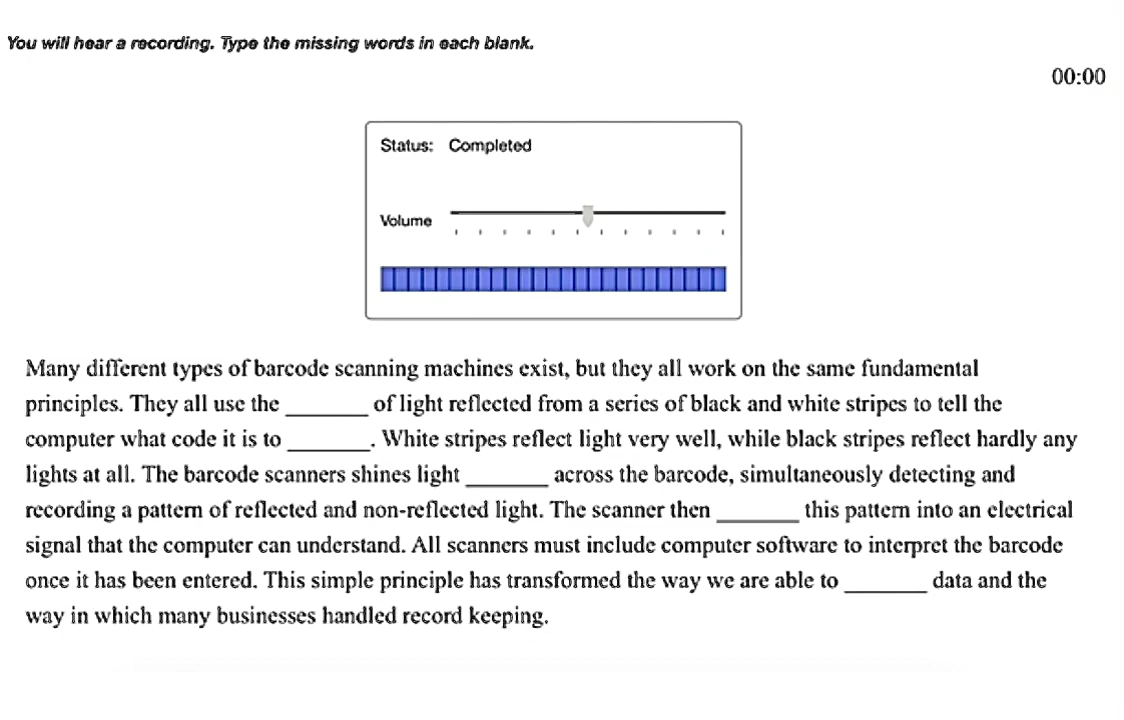 You will hear a recording. Type the missing words in each blank.
00:00
Status: Completed
Volume
Many different types of barcode scanning machines exist, but they all work on the same fundamental
principles. They all use the ________ of light reflected from a series of black and white stripes to tell the
computer what code it is to ________. White stripes reflect light very well, while black stripes reflect hardly any
lights at all. The barcode scanners shines light ________ across the barcode, simultaneously detecting and
recording a pattern of reflected and non-reflected light. The scanner then ________ this pattern into an electrical
signal that the computer can understand. All scanners must include computer software to interpret the barcode
once it has been entered. This simple principle has transformed the way we are able to ________ data and the
way in which many businesses handled record keeping.